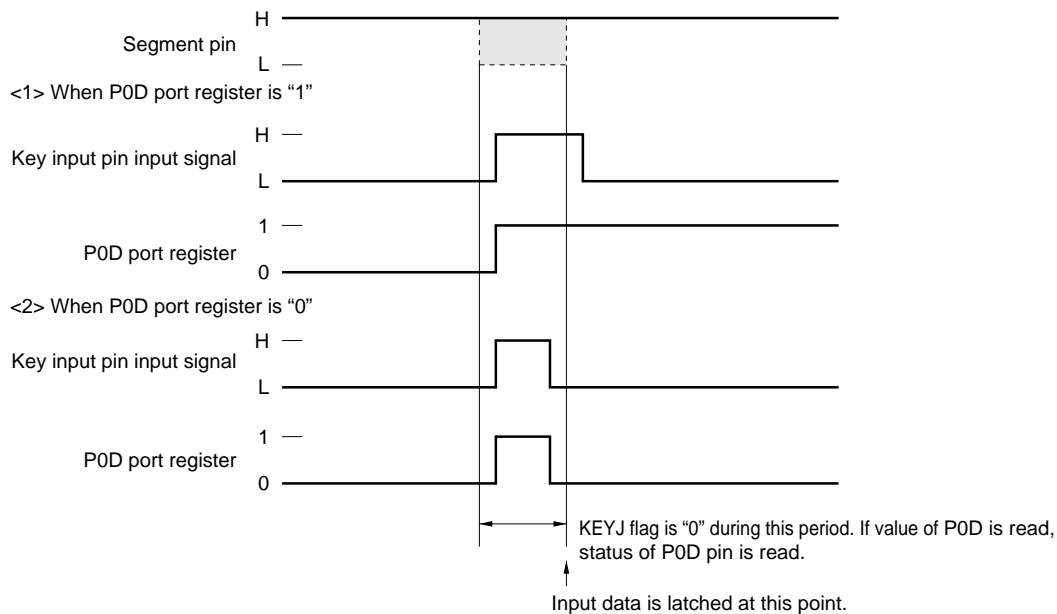 H
Segment pin
L
<1> When P0D port register is “1”
H
Key input pin input signal
L
1
P0D port register
0
<2> When P0D port register is “0”
H
Key input pin input signal
L
1
P0D port register
0
KEYJ flag is “0” during this period. If value of P0D is read,
status of P0D pin is read.
Input data is latched at this point.